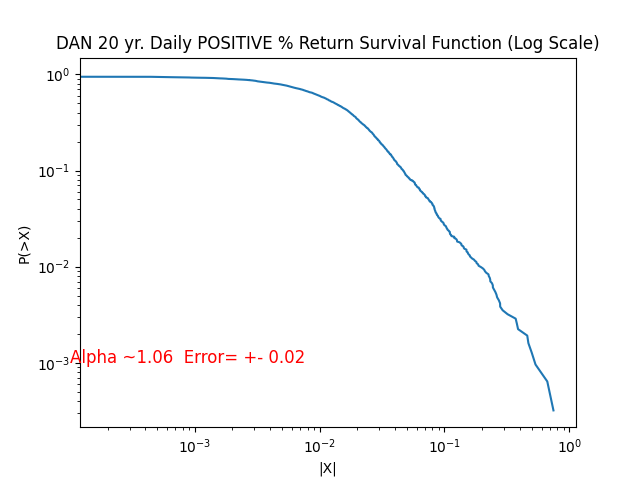 DAN 20 yr. Daily POSITIVE % Return Survival Function (Log Scale)
10⁰
10⁻¹
10⁻²
10⁻³
P(>X)
Alpha ~1.06 Error= +- 0.02
10⁻³ 10⁻² 10⁻¹ 10⁰
|X|